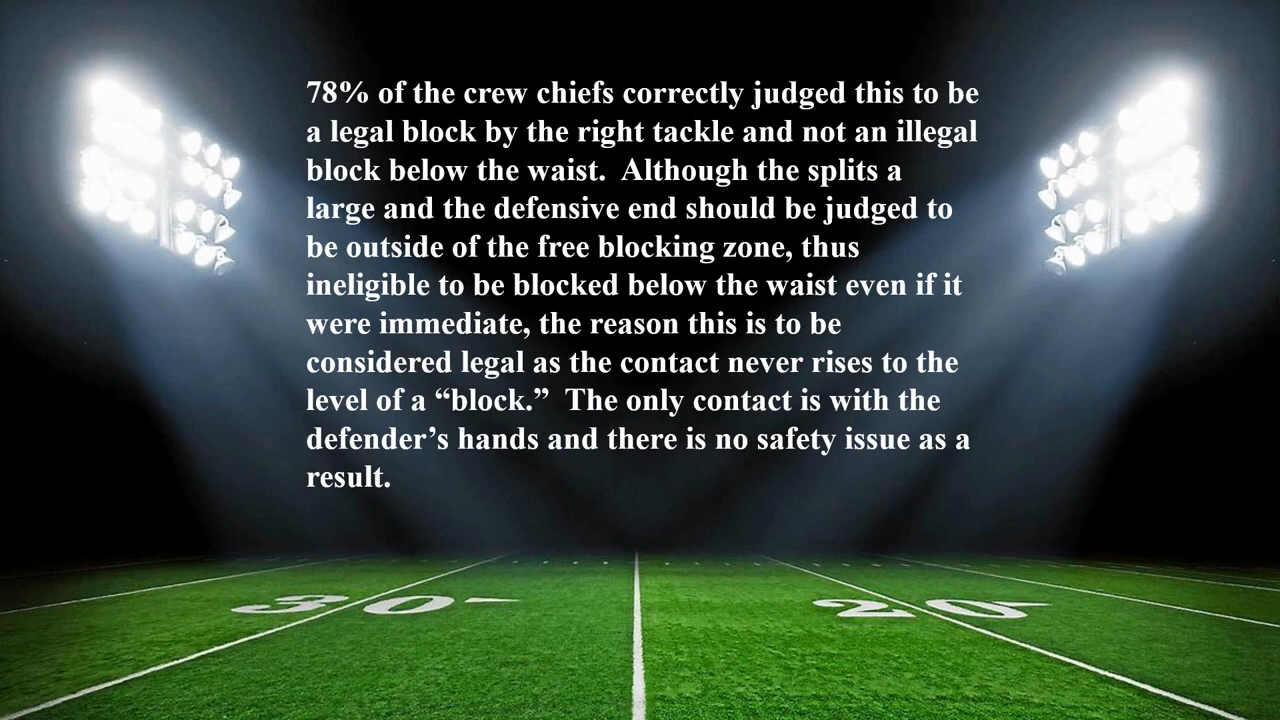 78% of the crew chiefs correctly judged this to be
a legal block by the right tackle and not an illegal
block below the waist.  Although the splits a
large and the defensive end should be judged to
be outside of the free blocking zone, thus
ineligible to be blocked below the waist even if it
were immediate, the reason this is to be
considered legal as the contact never rises to the
level of a “block.”  The only contact is with the
defender’s hands and there is no safety issue as a
result.
30 20